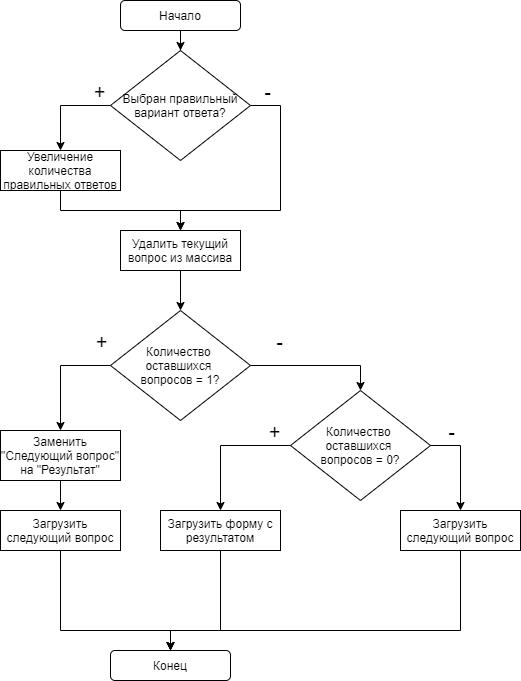 Начало
+
-
Выбран правильный
вариант ответа?
Увеличение
количества
правильных ответов
Удалить текущий
вопрос из массива
+
-
Количество
оставшихся
вопросов = 1?
Заменить
"Следующий вопрос"
на "Результат"
+
-
Количество
оставшихся
вопросов = 0?
Загрузить
следующий вопрос
Загрузить форму с
результатом
Загрузить
следующий вопрос
Конец